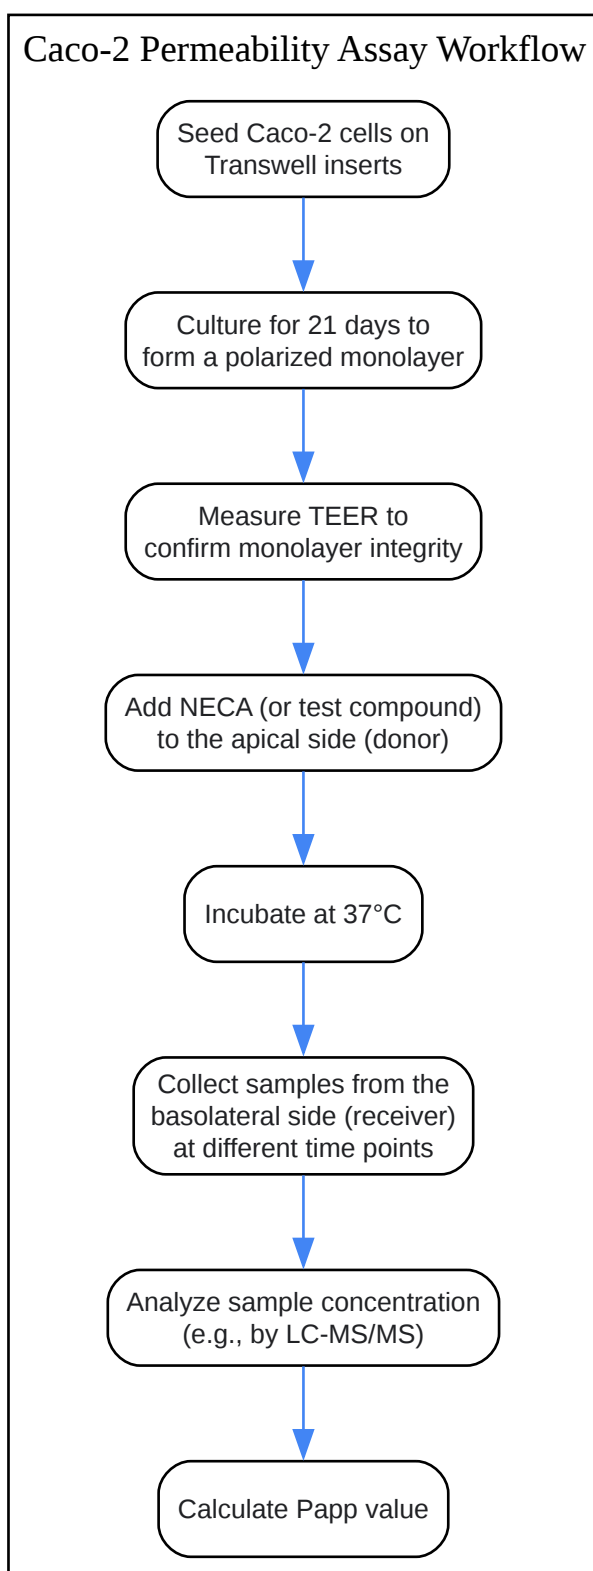 Caco-2 Permeability Assay Workflow
Seed Caco-2 cells on
Transwell inserts
Culture for 21 days to
form a polarized monolayer
Measure TEER to
confirm monolayer integrity
Add NECA (or test compound)
to the apical side (donor)
Incubate at 37°C
Collect samples from the
basolateral side (receiver)
at different time points
Analyze sample concentration
(e.g., by LC-MS/MS)
Calculate Papp value